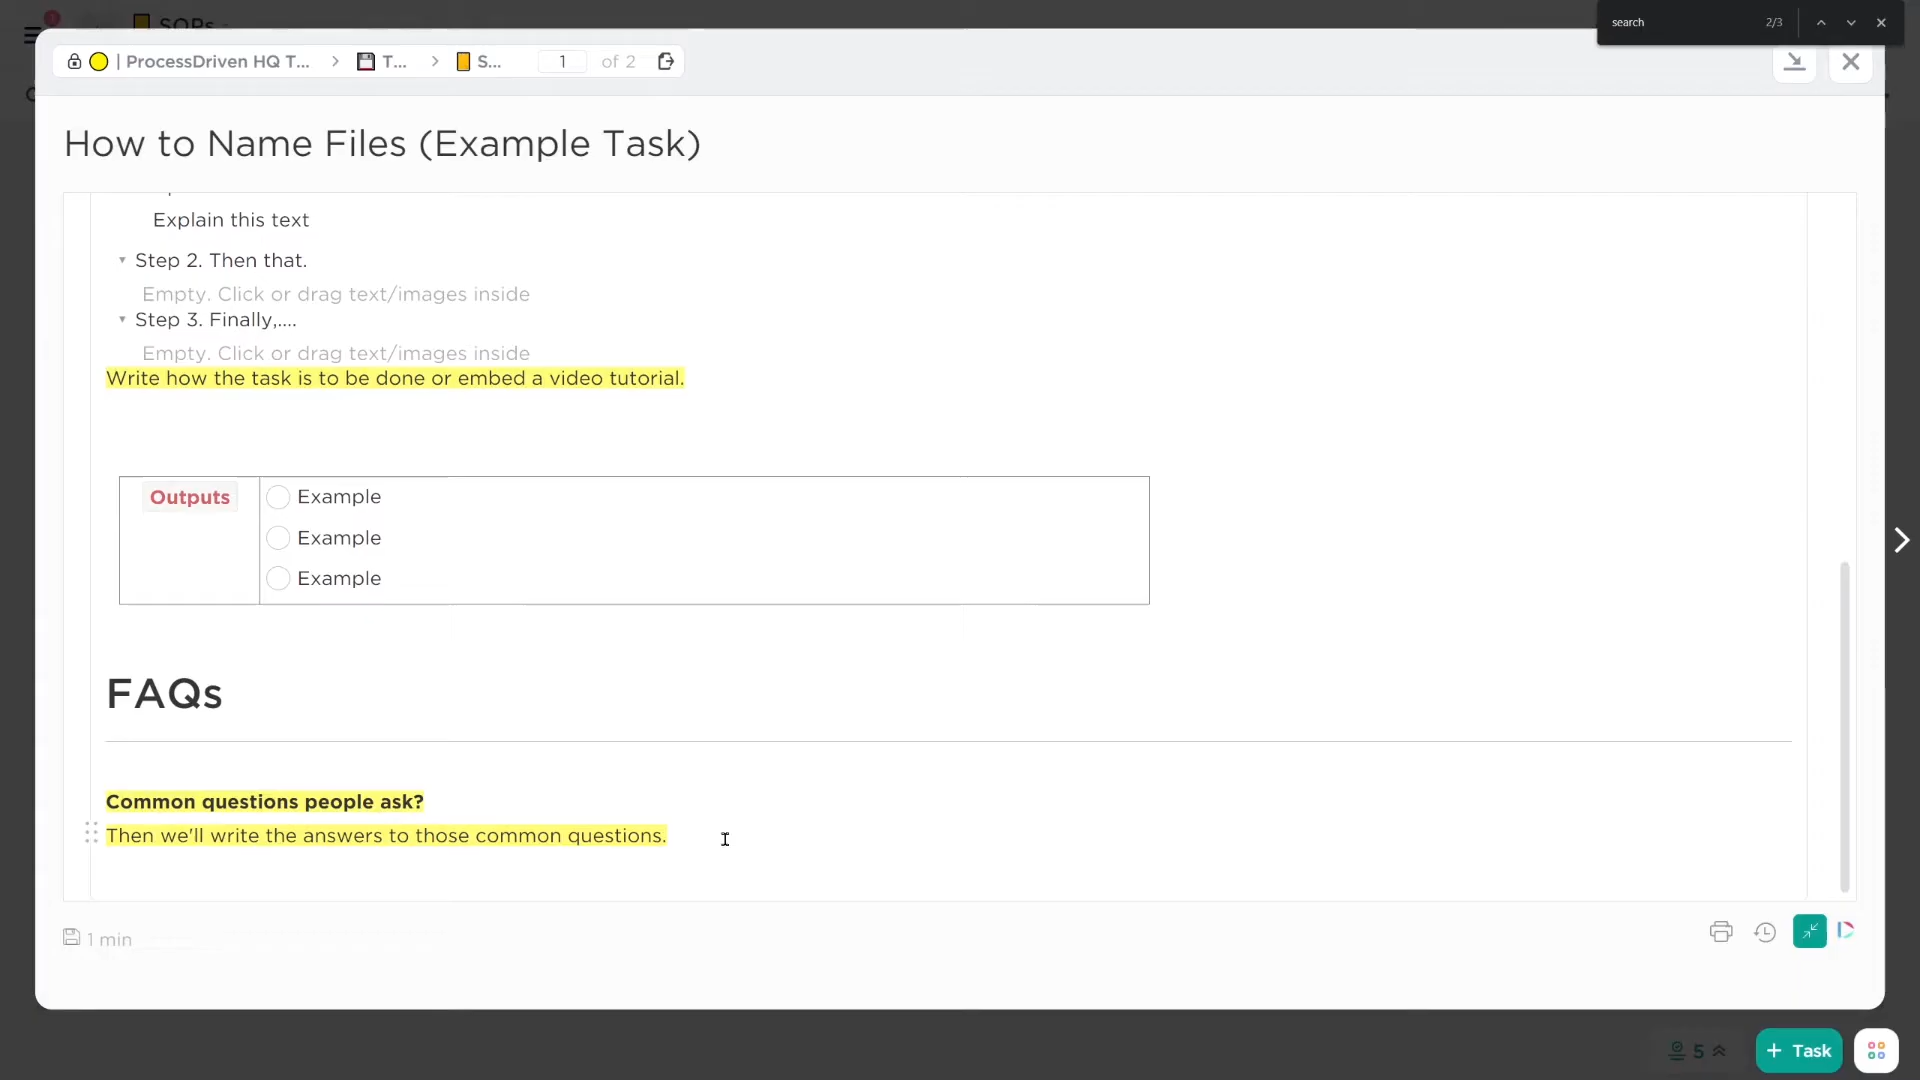 SOPs
search 2/3
| ProcessDriven HQ T... > T... > S... 1 of 2
How to Name Files (Example Task)
Explain this text
Step 2. Then that.
Empty. Click or drag text/images inside
Step 3. Finally,....
Empty. Click or drag text/images inside
Write how the task is to be done or embed a video tutorial.
Outputs
Example
Example
Example
FAQs
Common questions people ask?
Then we'll write the answers to those common questions.
1 min
5
+ Task